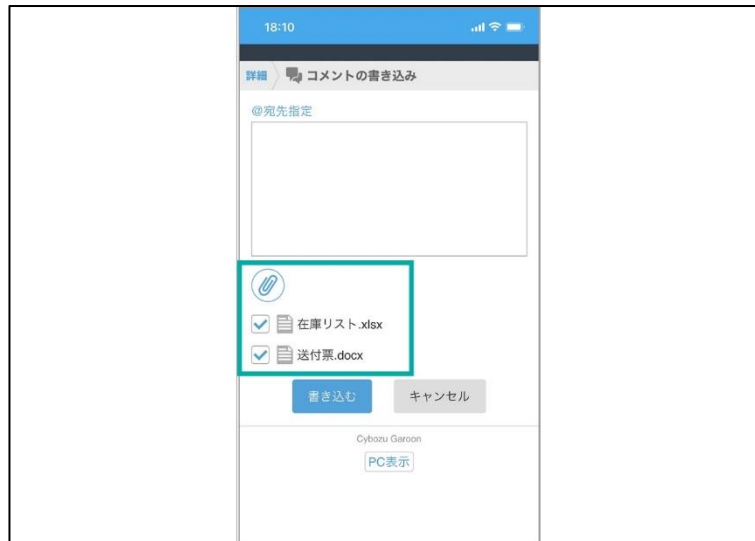 18:10
詳細 コメントの書き込み
@宛先指定
在庫リスト.xlsx
送付票.docx
書き込む キャンセル
Cybozu Garoon
PC表示